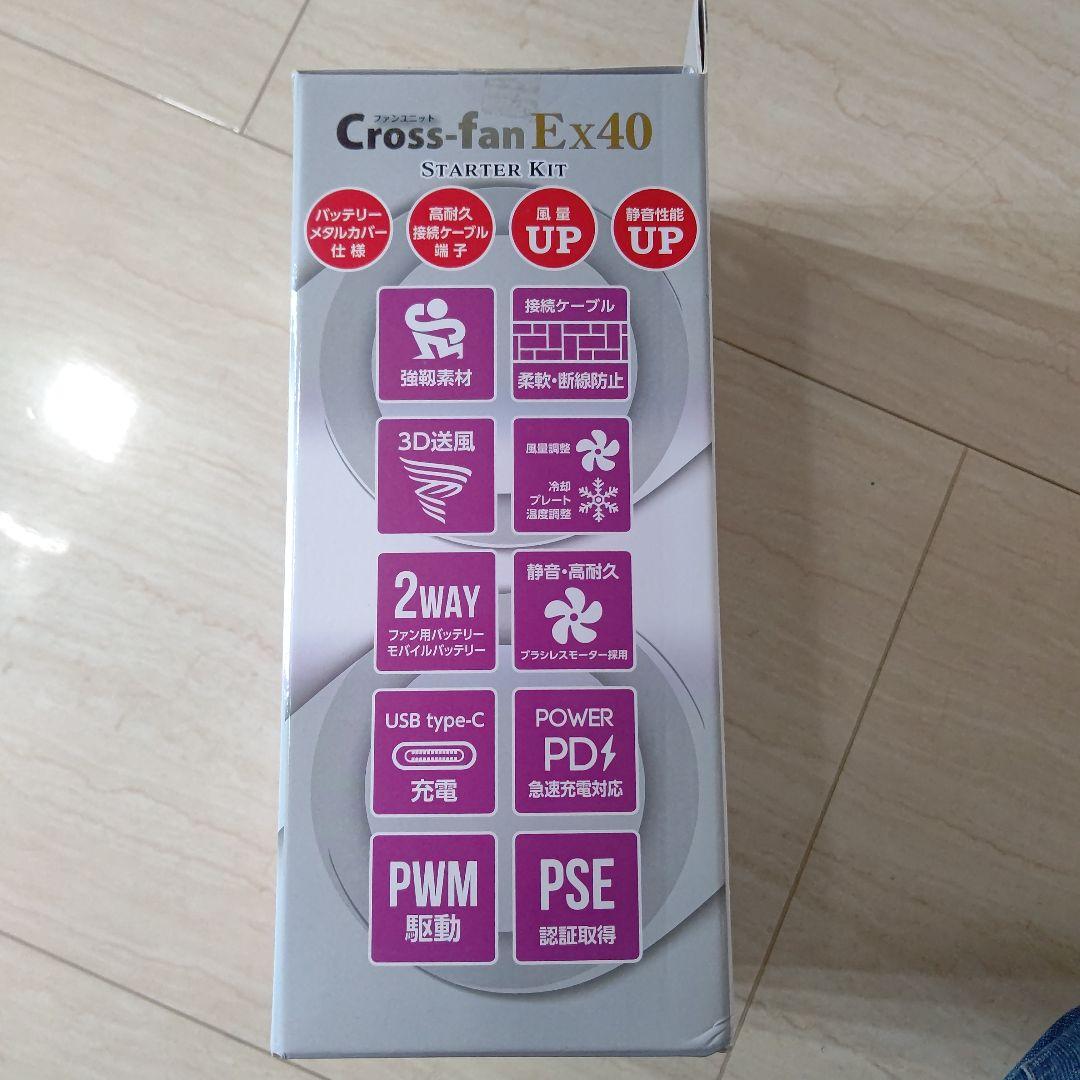 ファンユニット
Cross-fan Ex40
STARTER KIT
バッテリー
メタルカバー
仕様
高耐久
接続ケーブル
端子
風量
UP
静音性能
UP
強靱素材
接続ケーブル
柔軟・断線防止
3D送風
風量調整
冷却
プレート
温度調整
2WAY
ファン用バッテリー
モバイルバッテリー
静音・高耐久
ブラシレスモーター採用
USB type-C
充電
POWER
PD
急速充電対応
PWM
駆動
PSE
認証取得